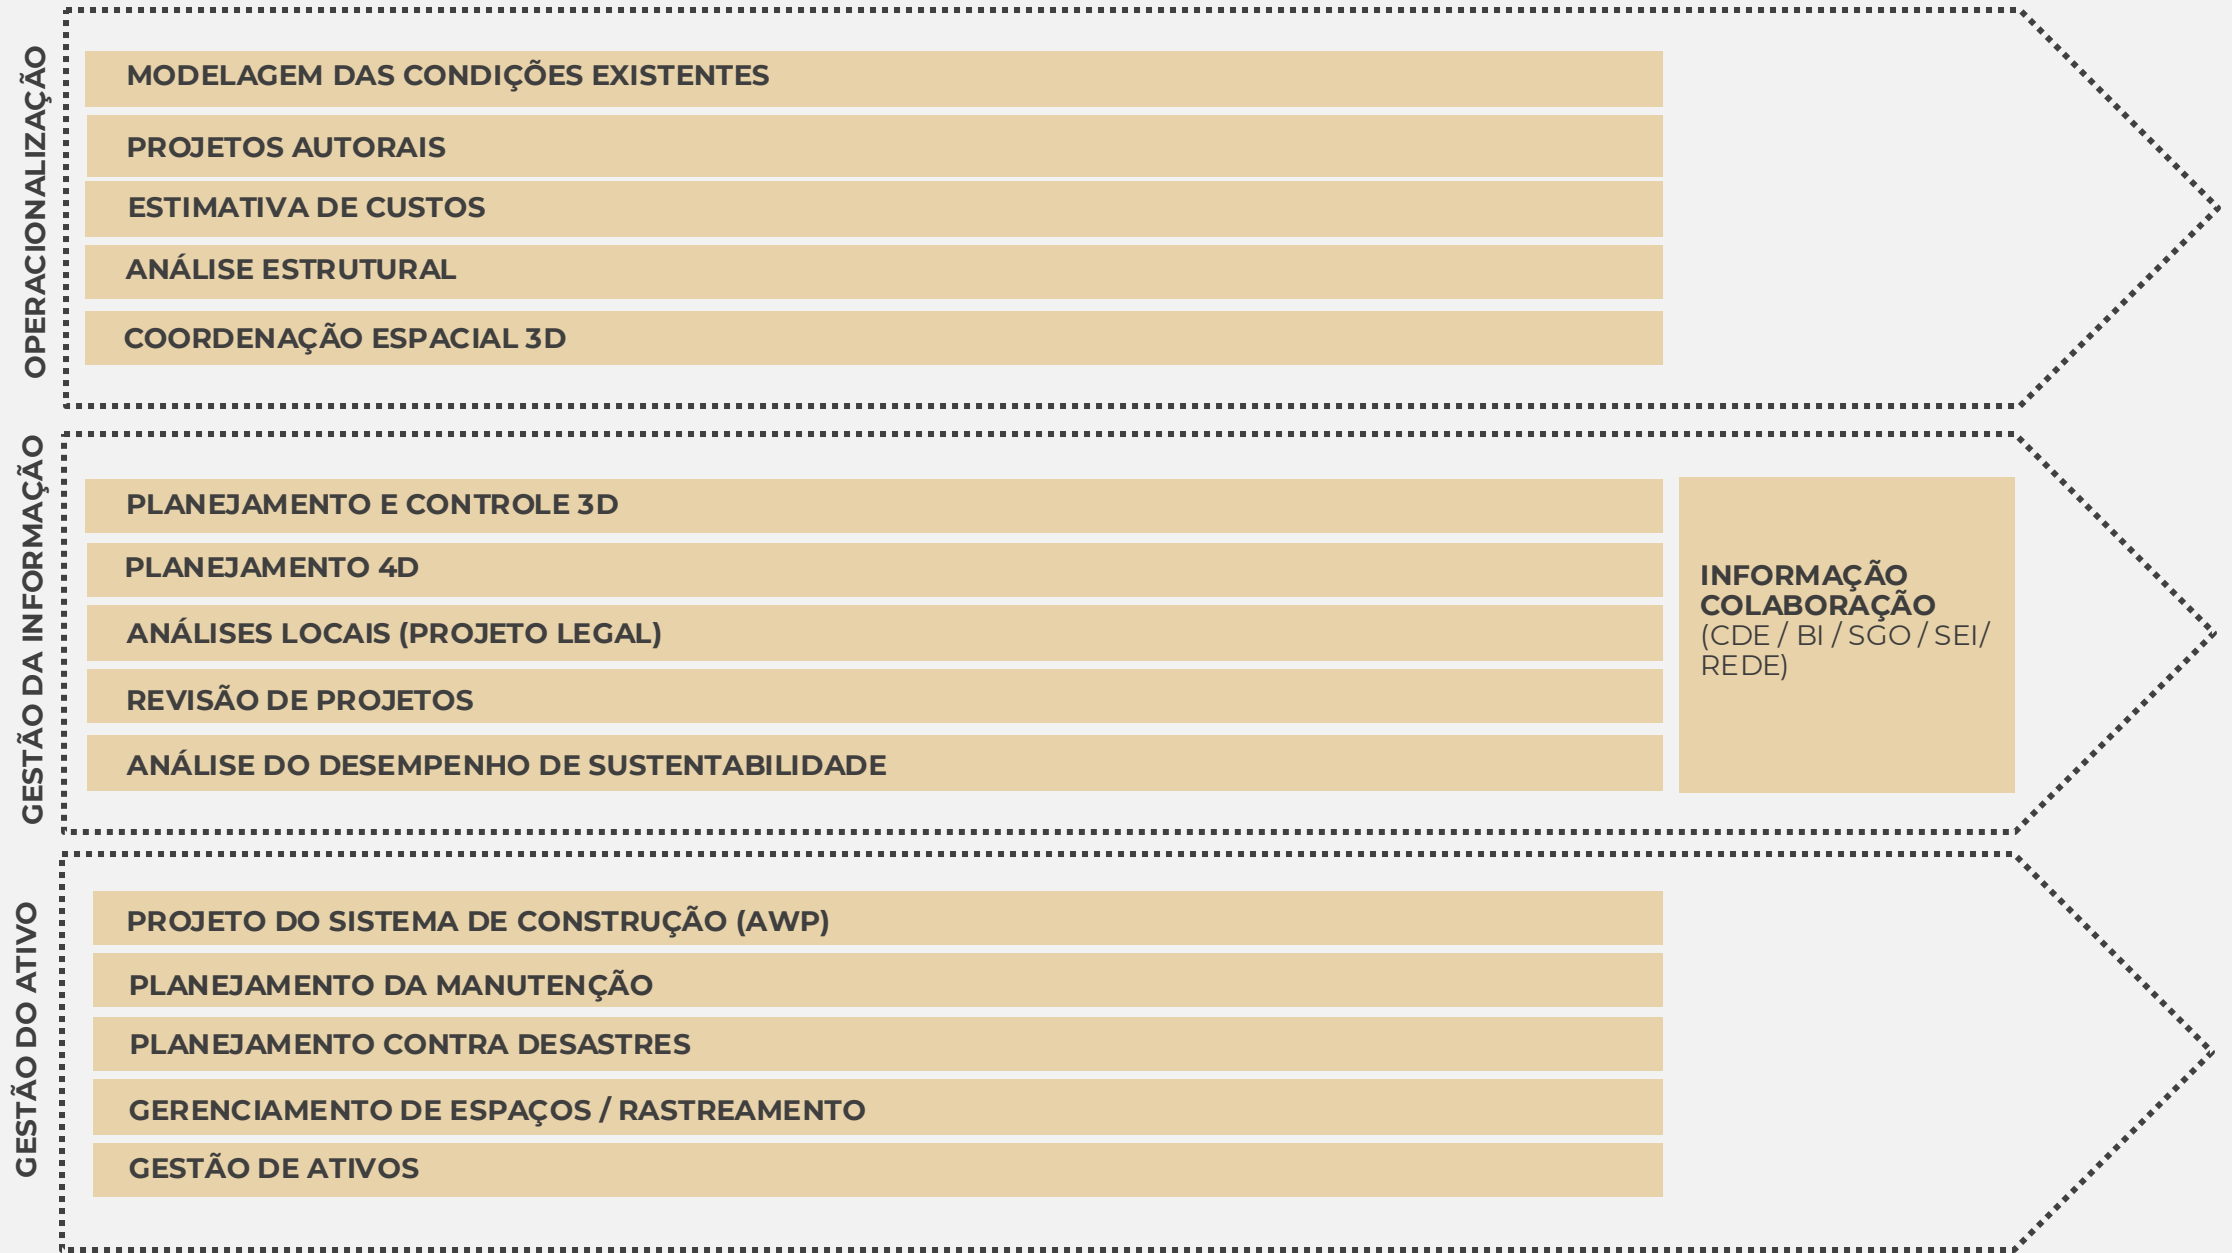 OPERACIONALIZAÇÃO
MODELAGEM DAS CONDIÇÕES EXISTENTES
PROJETOS AUTORAIS
ESTIMATIVA DE CUSTOS
ANÁLISE ESTRUTURAL
COORDENAÇÃO ESPACIAL 3D
GESTÃO DA INFORMAÇÃO
PLANEJAMENTO E CONTROLE 3D
PLANEJAMENTO 4D
ANÁLISES LOCAIS (PROJETO LEGAL)
REVISÃO DE PROJETOS
ANÁLISE DO DESEMPENHO DE SUSTENTABILIDADE
INFORMAÇÃO
COLABORAÇÃO
(CDE / BI / SGO / SEI/
REDE)
GESTÃO DO ATIVO
PROJETO DO SISTEMA DE CONSTRUÇÃO (AWP)
PLANEJAMENTO DA MANUTENÇÃO
PLANEJAMENTO CONTRA DESASTRES
GERENCIAMENTO DE ESPAÇOS / RASTREAMENTO
GESTÃO DE ATIVOS